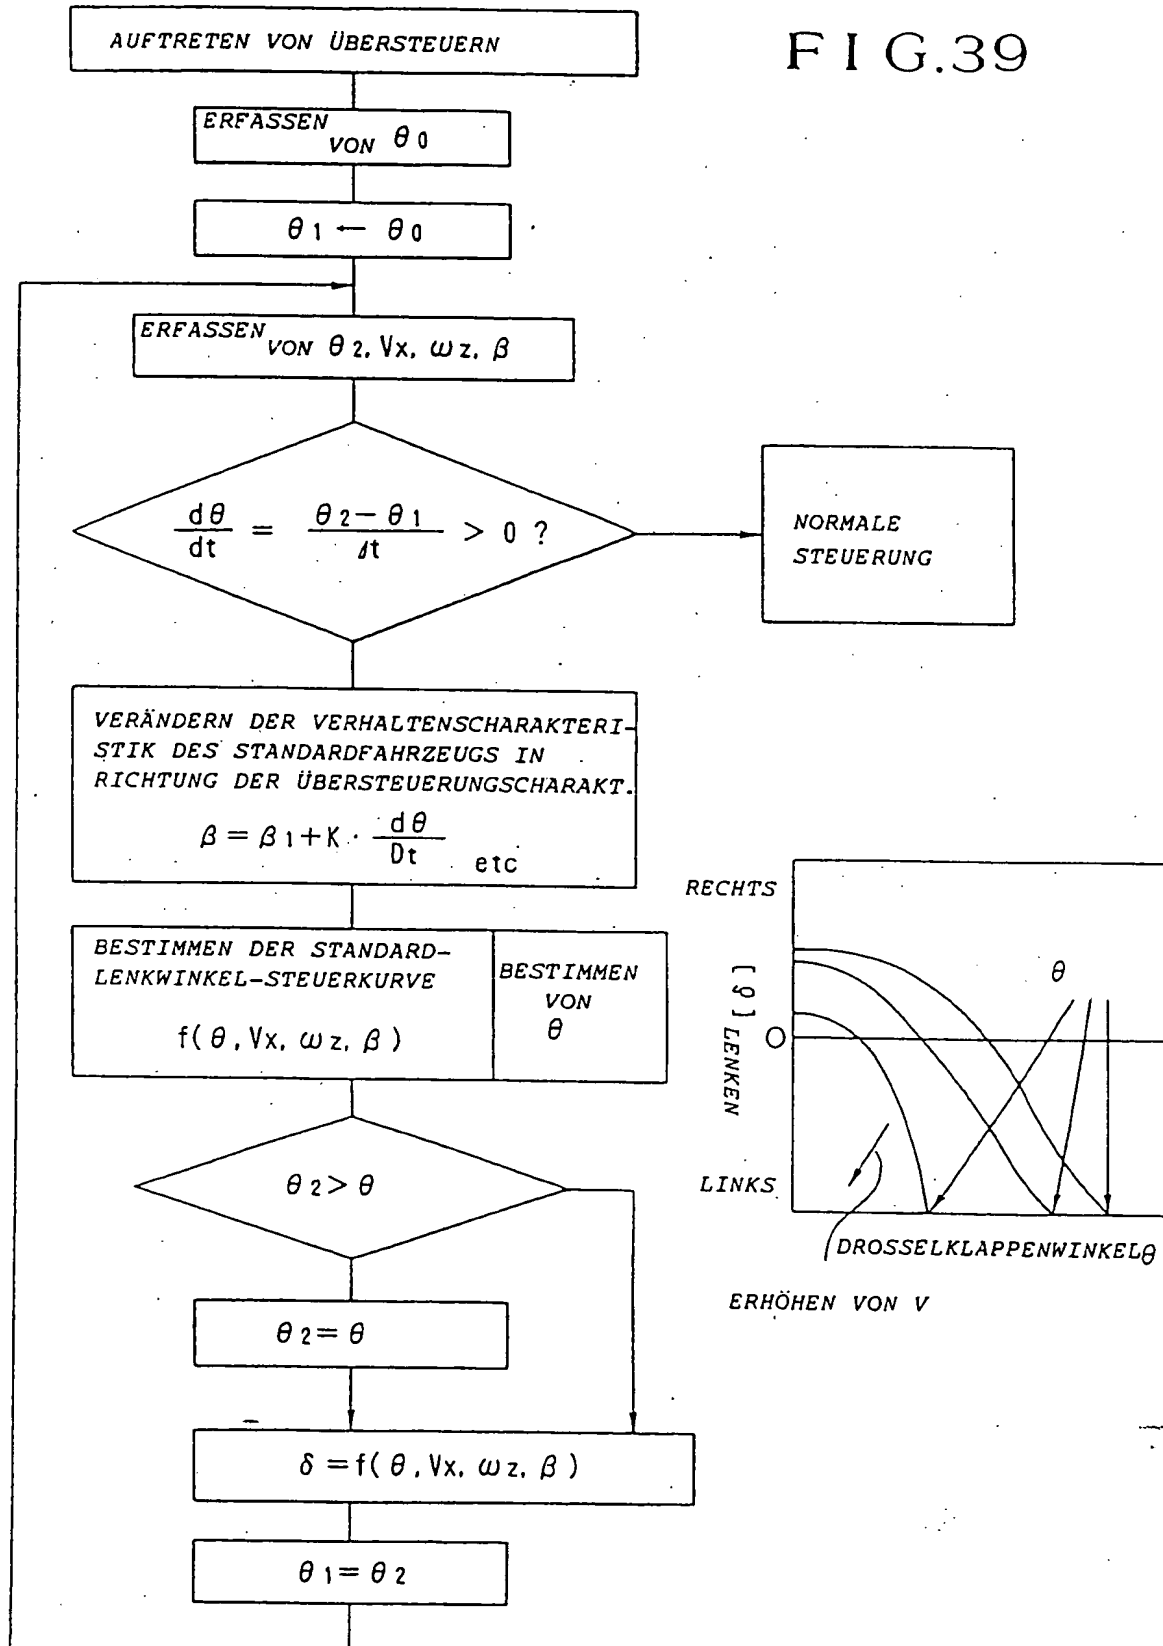 FIG.39
AUFTRETEN VON ÜBERSTEUERN
ERFASSEN
VON θ0
θ1 ← θ0
ERFASSEN
VON θ2, Vx, ωz, β
dθ/dt = θ2−θ1/Δt > 0 ?
NORMALE
STEUERUNG
VERÄNDERN DER VERHALTENSCHARAKTERI-
STIK DES STANDARDFAHRZEUGS IN
RICHTUNG DER ÜBERSTEUERUNGSCHARAKT.
β = β1+K · dθ/Dt etc
BESTIMMEN DER STANDARD-
LENKWINKEL-STEUERKURVE
f(θ, Vx, ωz, β)
BESTIMMEN
VON
θ
θ2 > θ
θ2 = θ
δ = f(θ, Vx, ωz, β)
θ1 = θ2
RECHTS
[δ]
LENKEN
O
LINKS
θ
DROSSELKLAPPENWINKEL θ
ERHÖHEN VON V